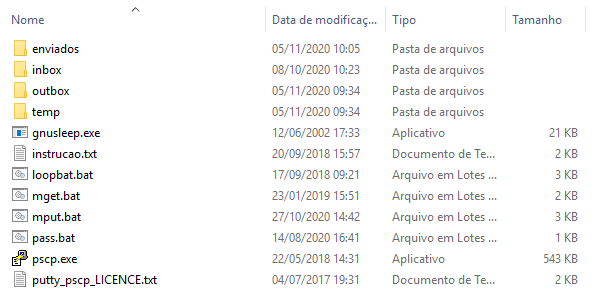 Nome Data de modificaç... Tipo Tamanho
enviados 05/11/2020 10:05 Pasta de arquivos
inbox 08/10/2020 10:23 Pasta de arquivos
outbox 05/11/2020 09:34 Pasta de arquivos
temp 05/11/2020 09:34 Pasta de arquivos
gnusleep.exe 12/06/2002 17:33 Aplicativo 21 KB
instrucao.txt 20/09/2018 15:57 Documento de Te... 2 KB
loopbat.bat 17/09/2018 09:21 Arquivo em Lotes ... 3 KB
mget.bat 23/01/2019 15:51 Arquivo em Lotes ... 2 KB
mput.bat 27/10/2020 14:42 Arquivo em Lotes ... 3 KB
pass.bat 14/08/2020 16:41 Arquivo em Lotes ... 1 KB
pscp.exe 22/05/2018 14:31 Aplicativo 543 KB
putty_pscp_LICENCE.txt 04/07/2017 19:31 Documento de Te... 2 KB